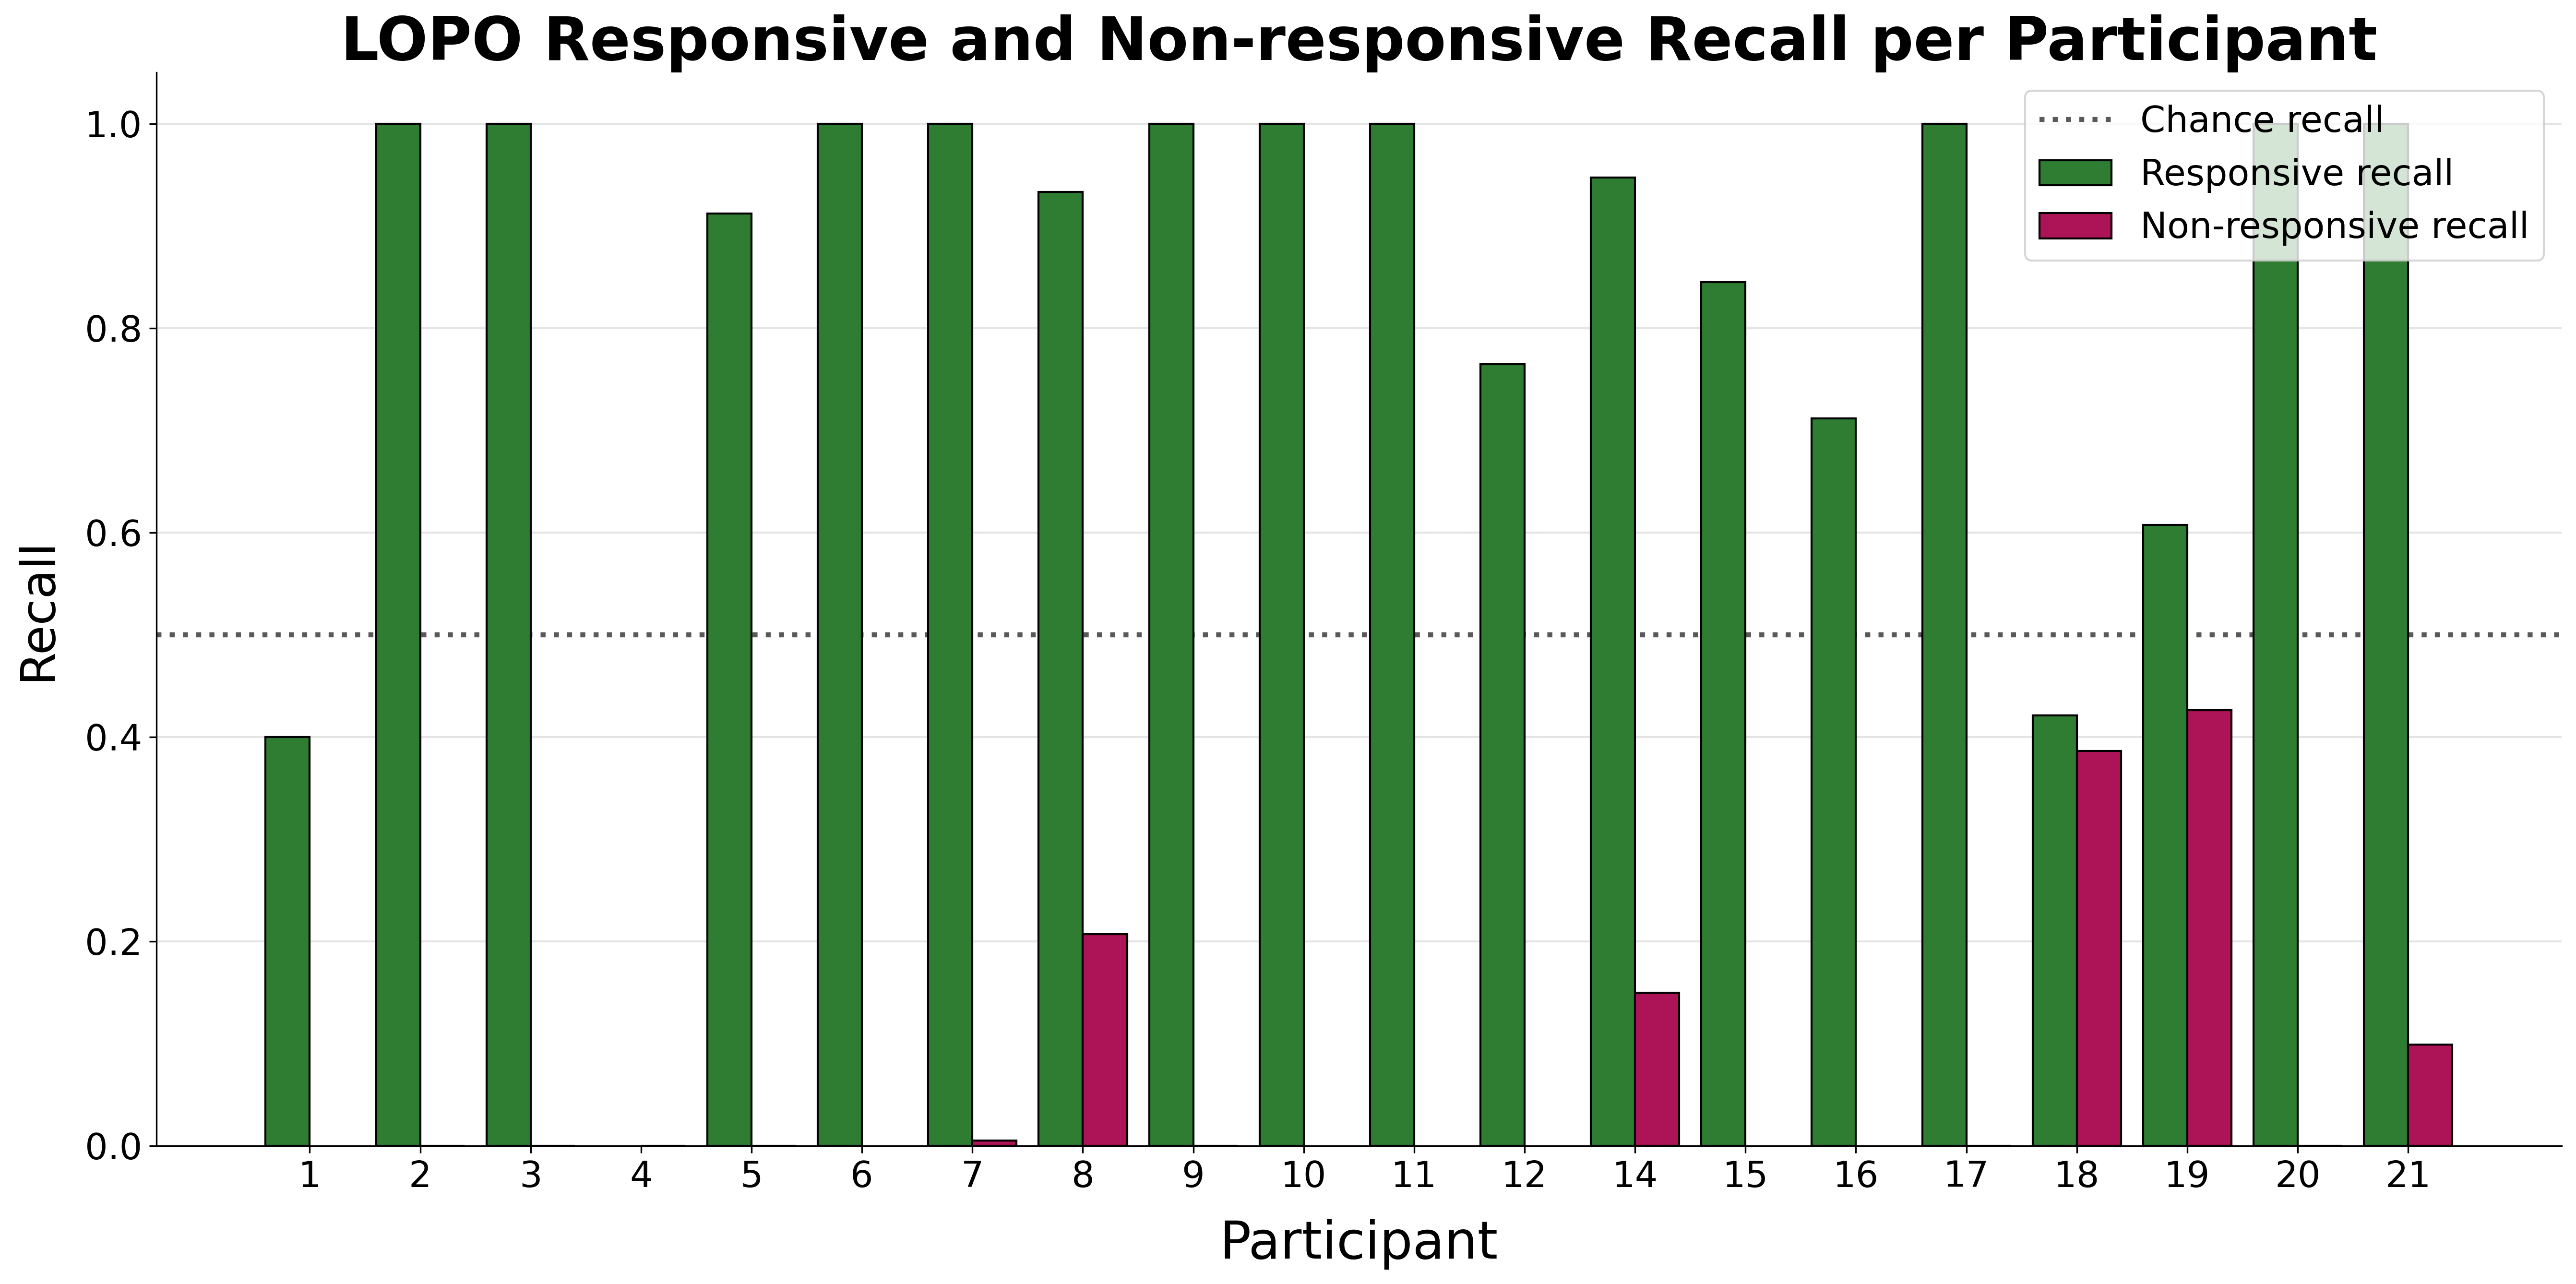 LOPO Responsive and Non-responsive Recall per Participant
Chance recall
Responsive recall
Non-responsive recall
Recall
1.0
0.8
0.6
0.4
0.2
0.0
1 2 3 4 5 6 7 8 9 10 11 12 14 15 16 17 18 19 20 21
Participant